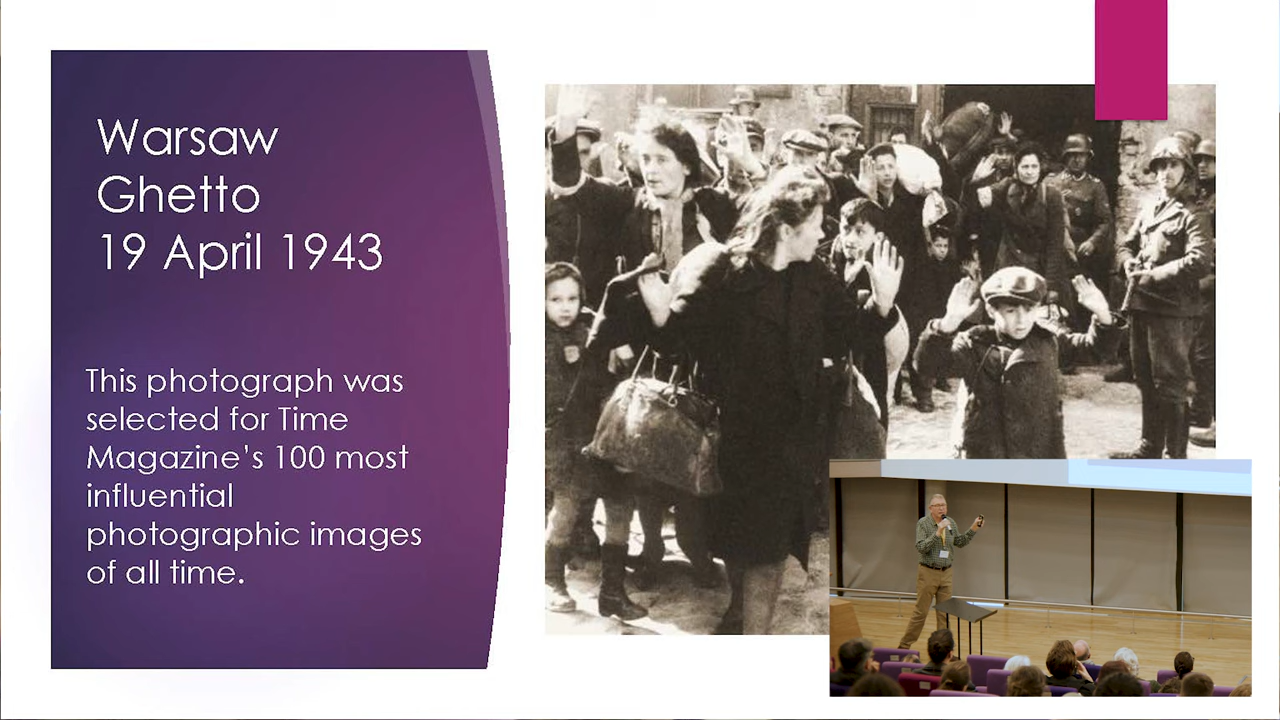 Warsaw
Ghetto
19 April 1943
This photograph was
selected for Time
Magazine's 100 most
influential
photographic images
of all time.